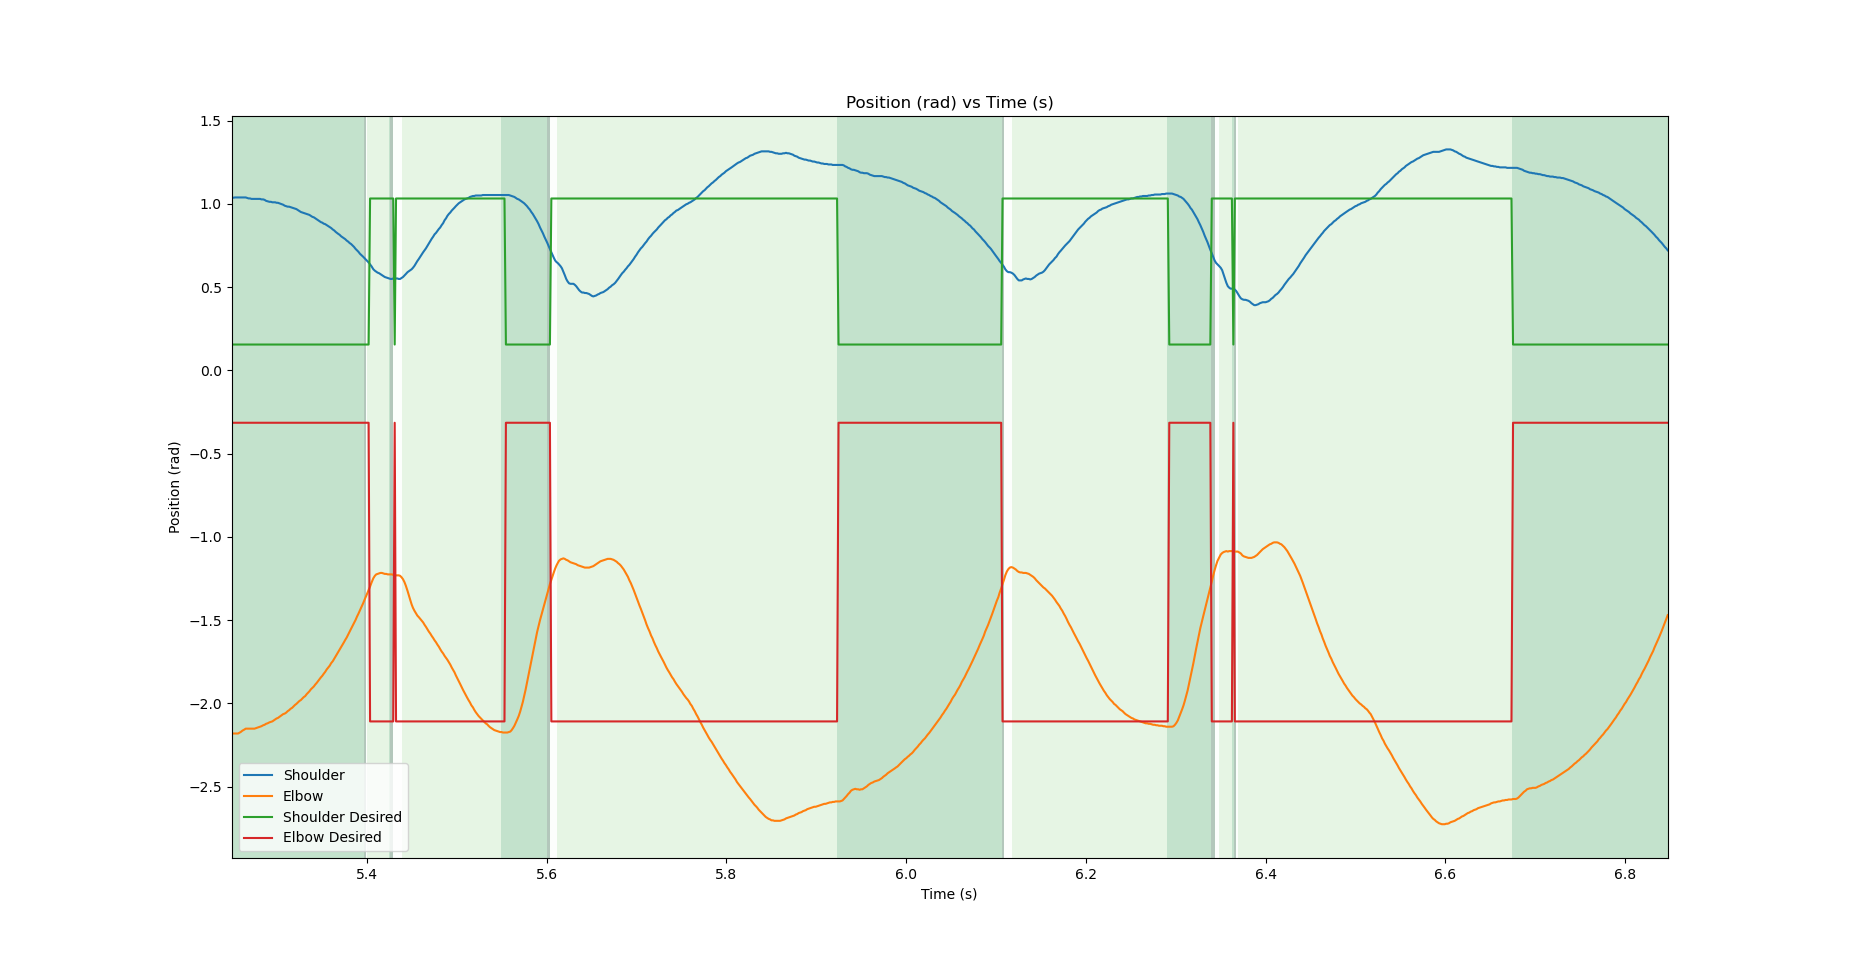 Position (rad) vs Time (s)
1.5
1.0
0.5
0.0
−0.5
−1.0
−1.5
−2.0
−2.5
Position (rad)
Shoulder
Elbow
Shoulder Desired
Elbow Desired
5.4 5.6 5.8 6.0 6.2 6.4 6.6 6.8
Time (s)